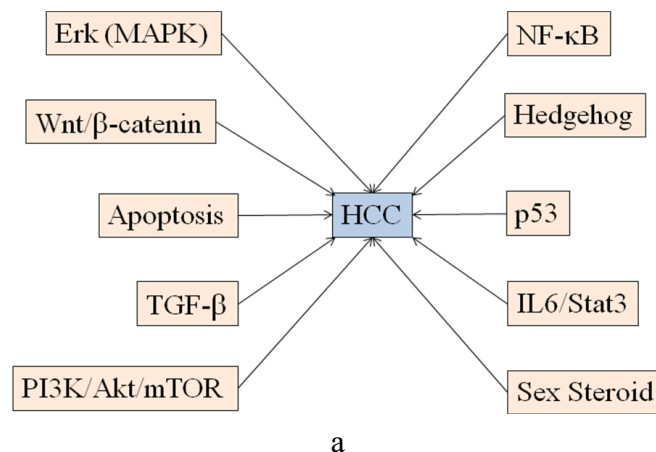 Erk (MAPK)
NF-κB
Wnt/β-catenin
Hedgehog
Apoptosis
HCC
p53
TGF-β
IL6/Stat3
PI3K/Akt/mTOR
Sex Steroid
a